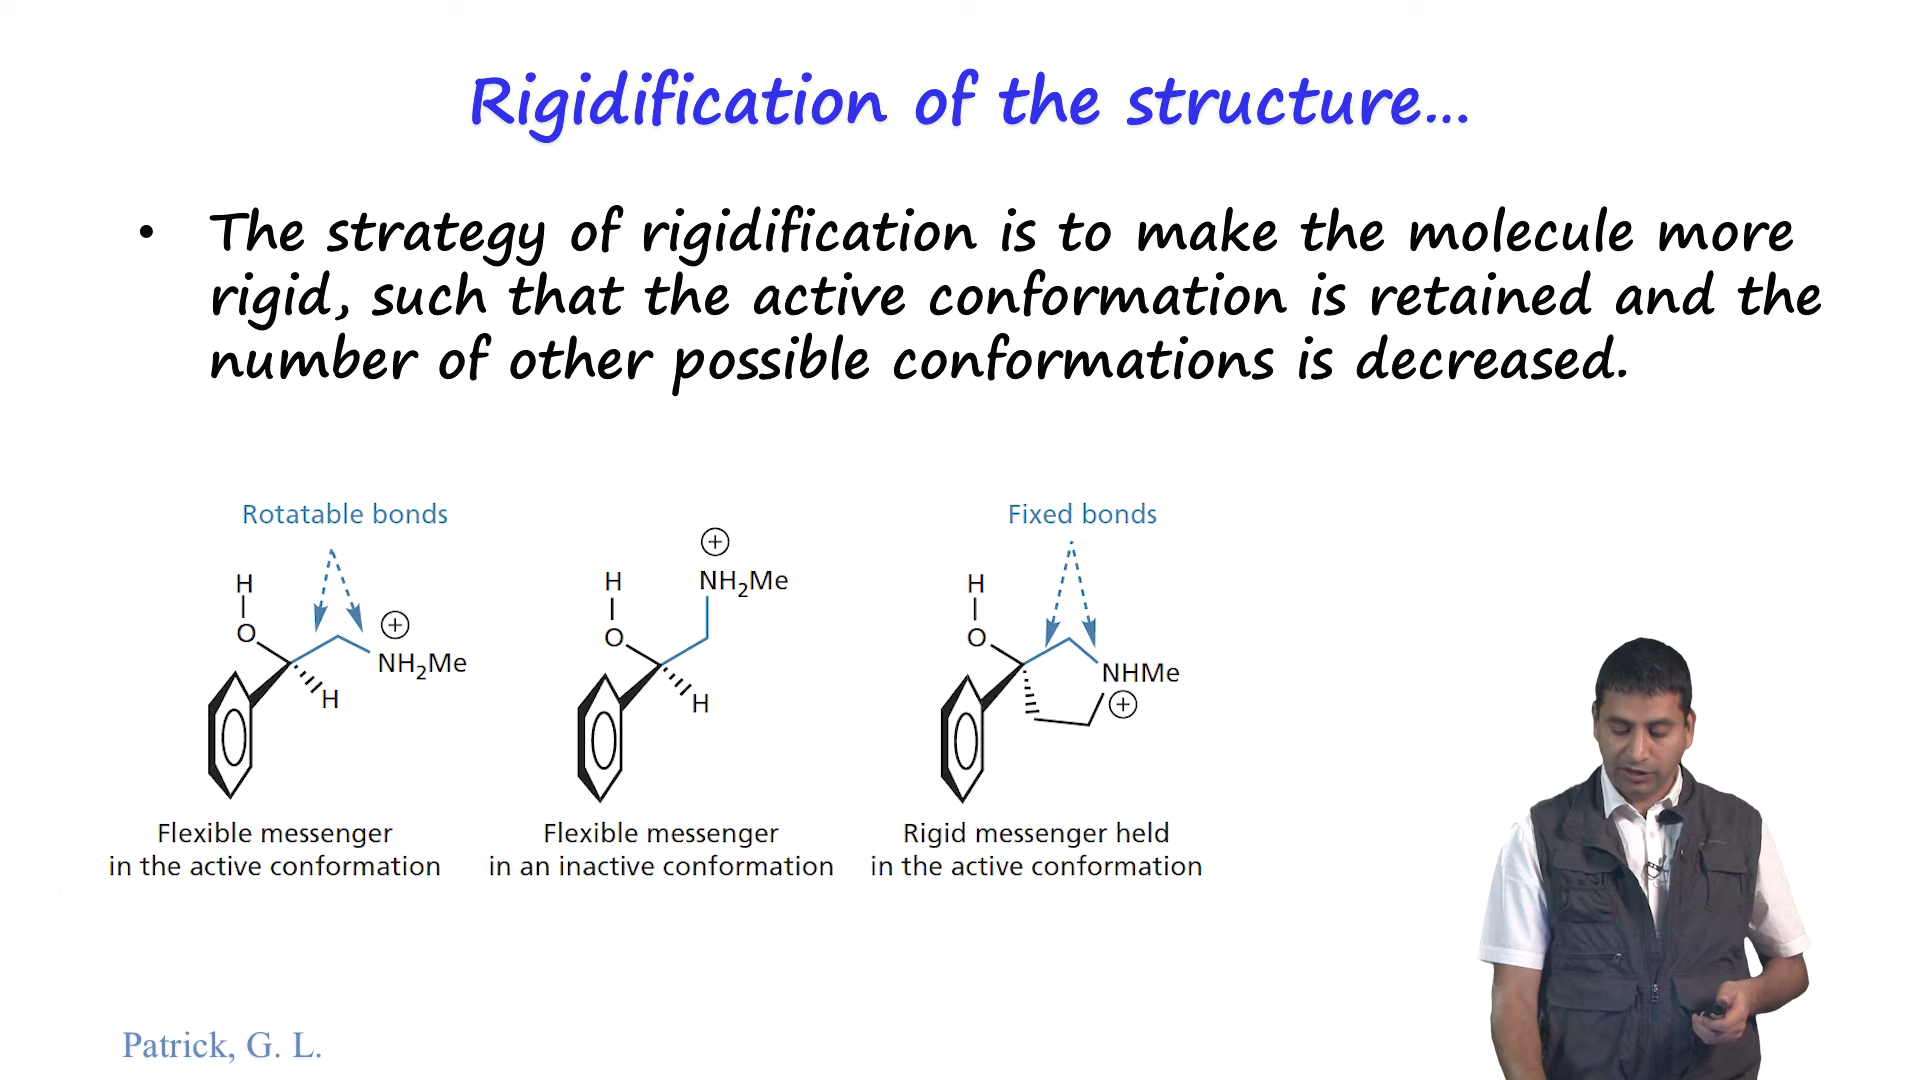 Rigidification of the structure...
• The strategy of rigidification is to make the molecule more
rigid, such that the active conformation is retained and the
number of other possible conformations is decreased.
Rotatable bonds
H
O
H
+
NH2Me
Flexible messenger
in the active conformation
+
NH2Me
H
O
H
Flexible messenger
in an inactive conformation
Fixed bonds
H
O
NHMe
+
Rigid messenger held
in the active conformation
Patrick, G. L.